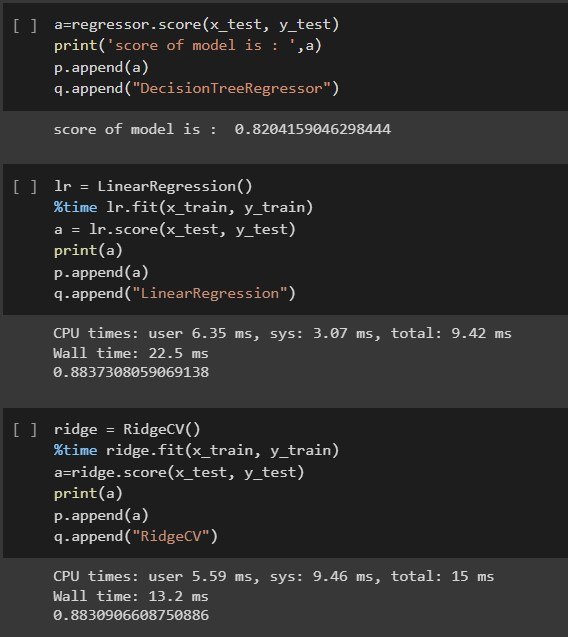 [ ] a=regressor.score(x_test, y_test)
print('score of model is : ',a)
p.append(a)
q.append("DecisionTreeRegressor")
score of model is :  0.8204159046298444
[ ] lr = LinearRegression()
%time lr.fit(x_train, y_train)
a = lr.score(x_test, y_test)
print(a)
p.append(a)
q.append("LinearRegression")
CPU times: user 6.35 ms, sys: 3.07 ms, total: 9.42 ms
Wall time: 22.5 ms
0.8837308059069138
[ ] ridge = RidgeCV()
%time ridge.fit(x_train, y_train)
a=ridge.score(x_test, y_test)
print(a)
p.append(a)
q.append("RidgeCV")
CPU times: user 5.59 ms, sys: 9.46 ms, total: 15 ms
Wall time: 13.2 ms
0.8830906608750886